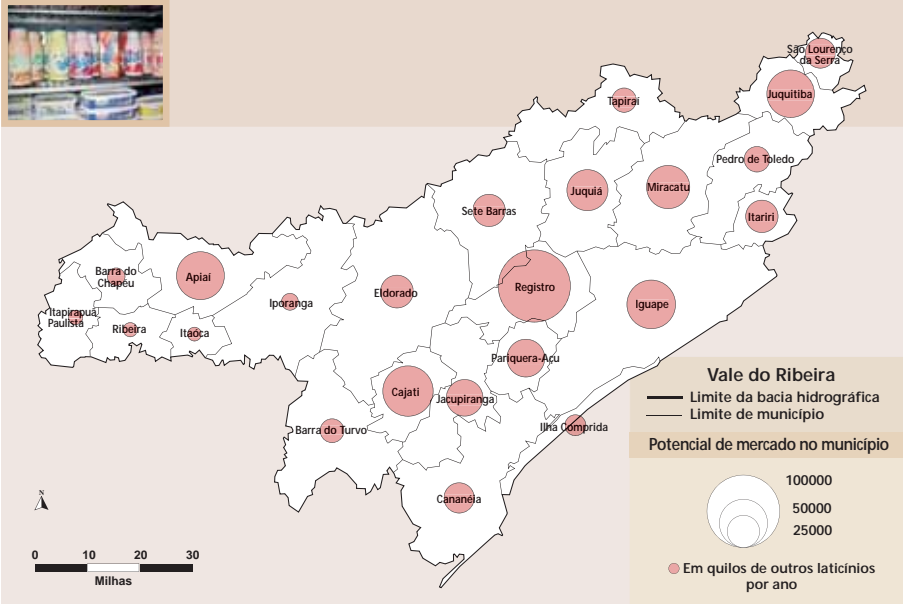 São Lourenço
da Serra
Juquitiba
Tapiraí
Pedro de Toledo
Juquiá
Miracatu
Itariri
Sete Barras
Barra do
Chapéu
Apiaí
Registro
Eldorado
Iporanga
Iguape
Itapirapuã
Paulista
Ribeira
Itaóca
Pariquera-Açu
Cajati
Jacupiranga
Barra do Turvo
Ilha Comprida
Cananéia
Vale do Ribeira
Limite da bacia hidrográfica
Limite de município
Potencial de mercado no município
100000
50000
25000
Em quilos de outros laticínios
por ano
N
0 10 20 30
Milhas